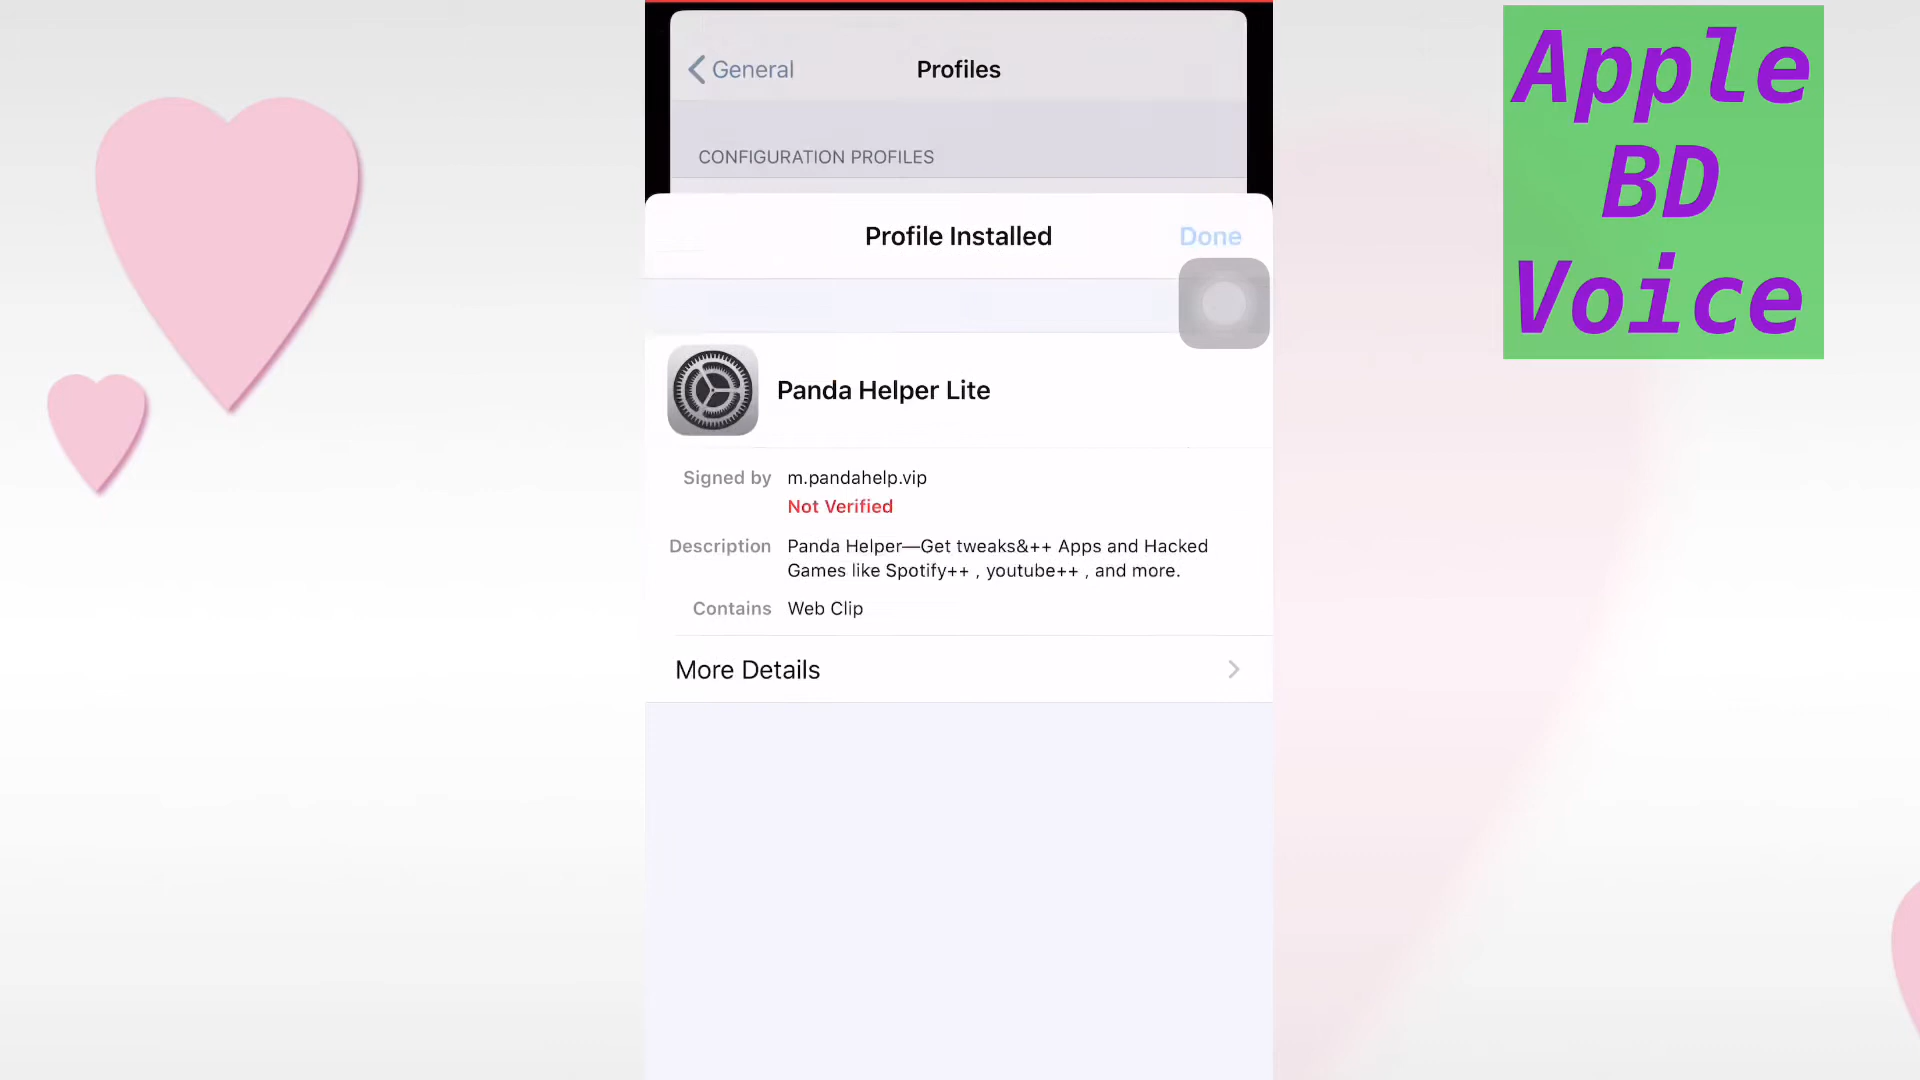 General
Profiles
CONFIGURATION PROFILES
Profile Installed
Done
Panda Helper Lite
Signed by m.pandahelp.vip
Not Verified
Description Panda Helper—Get tweaks&++ Apps and Hacked
Games like Spotify++ , youtube++ , and more.
Contains Web Clip
More Details
Apple
BD
Voice